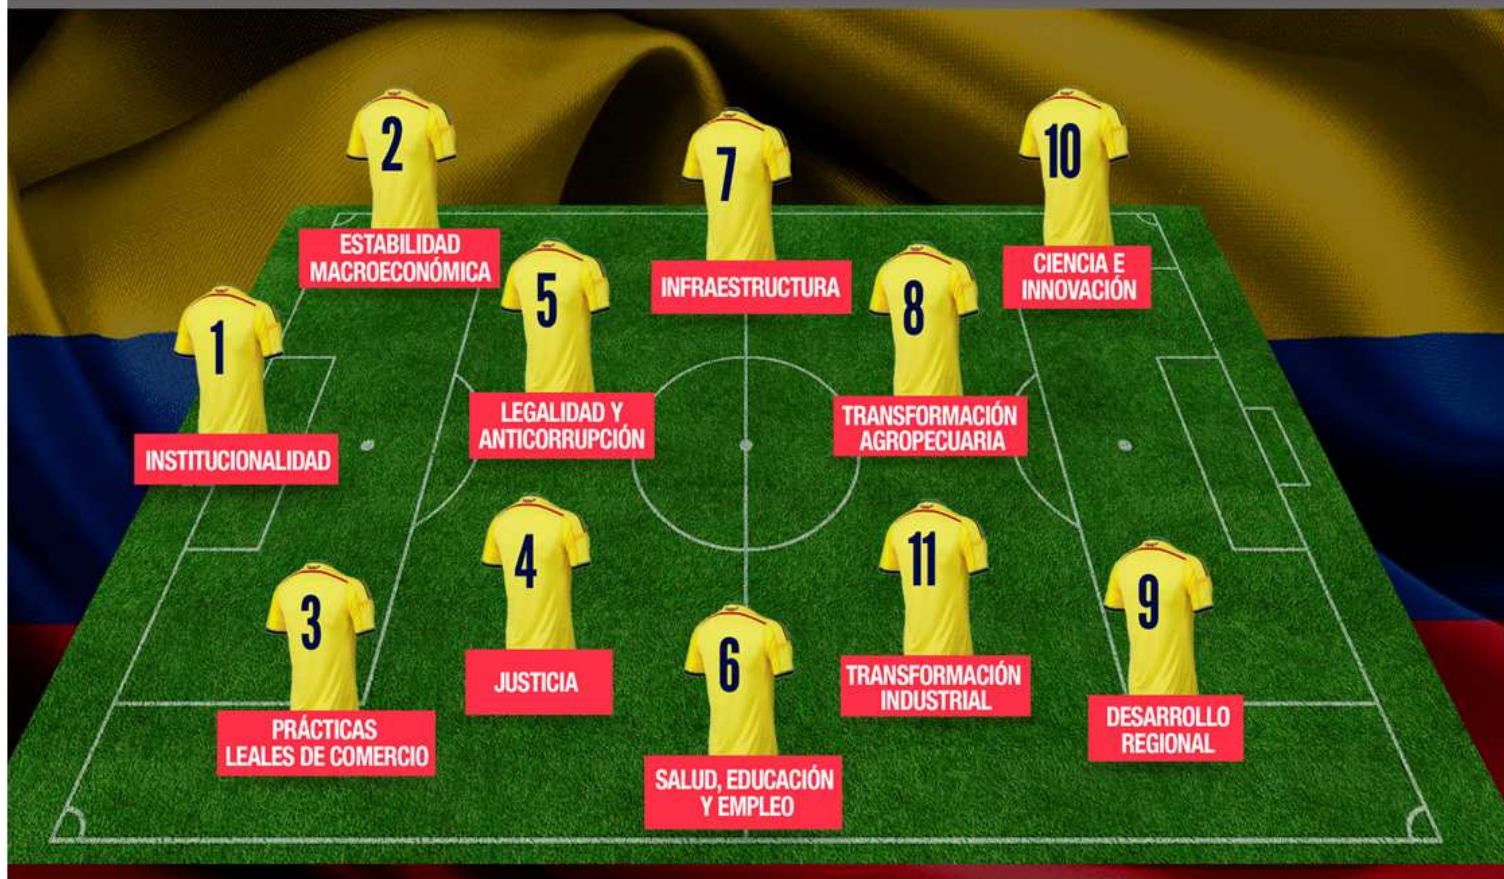 2
ESTABILIDAD
MACROECONÓMICA
7
INFRAESTRUCTURA
10
CIENCIA E
INNOVACIÓN
1
INSTITUCIONALIDAD
5
LEGALIDAD Y
ANTICORRUPCIÓN
8
TRANSFORMACIÓN
AGROPECUARIA
3
PRÁCTICAS
LEALES DE COMERCIO
4
JUSTICIA
6
SALUD, EDUCACIÓN
Y EMPLEO
11
TRANSFORMACIÓN
INDUSTRIAL
9
DESARROLLO
REGIONAL